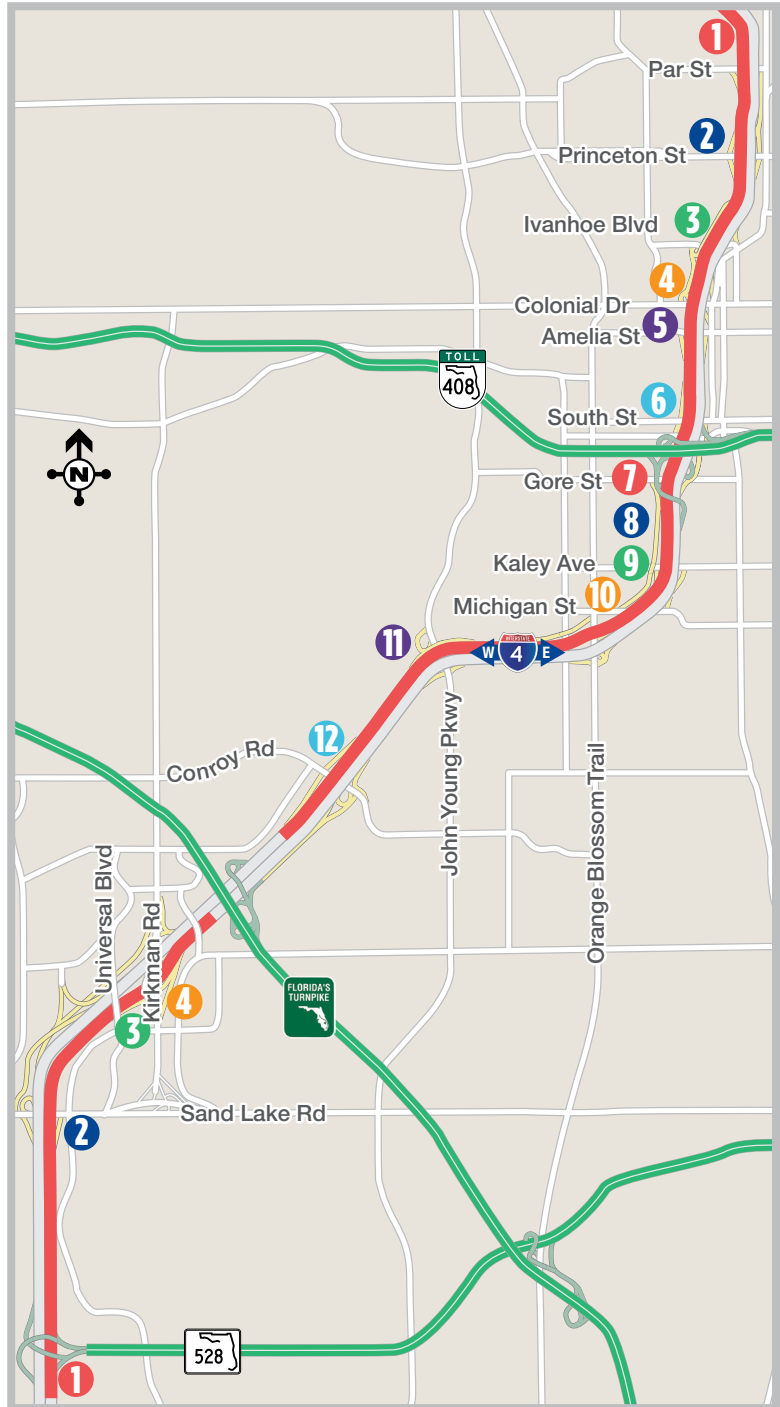 1
Par St
2
Princeton St
3
Ivanhoe Blvd
4
Colonial Dr
5
Amelia St
TOLL
408
6
South St
N
7
Gore St
8
9
Kaley Ave
10
Michigan St
11
W
INTERSTATE
4
E
12
Conroy Rd
John Young Pkwy
Orange Blossom Trail
Universal Blvd
Kirkman Rd
FLORIDA'S
TURNPIKE
4
3
Sand Lake Rd
2
528
1